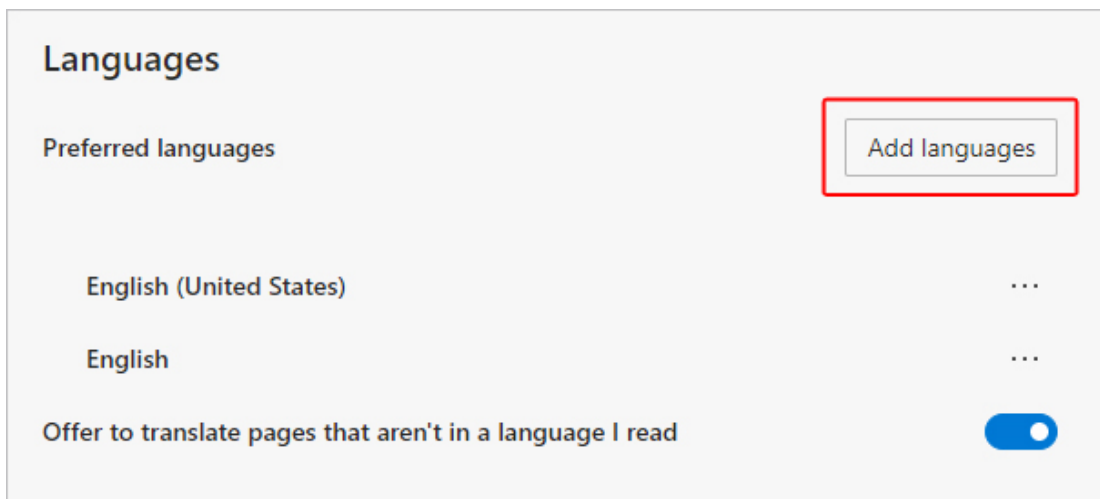 Languages
Preferred languages
Add languages
English (United States)
...
English
...
Offer to translate pages that aren't in a language I read